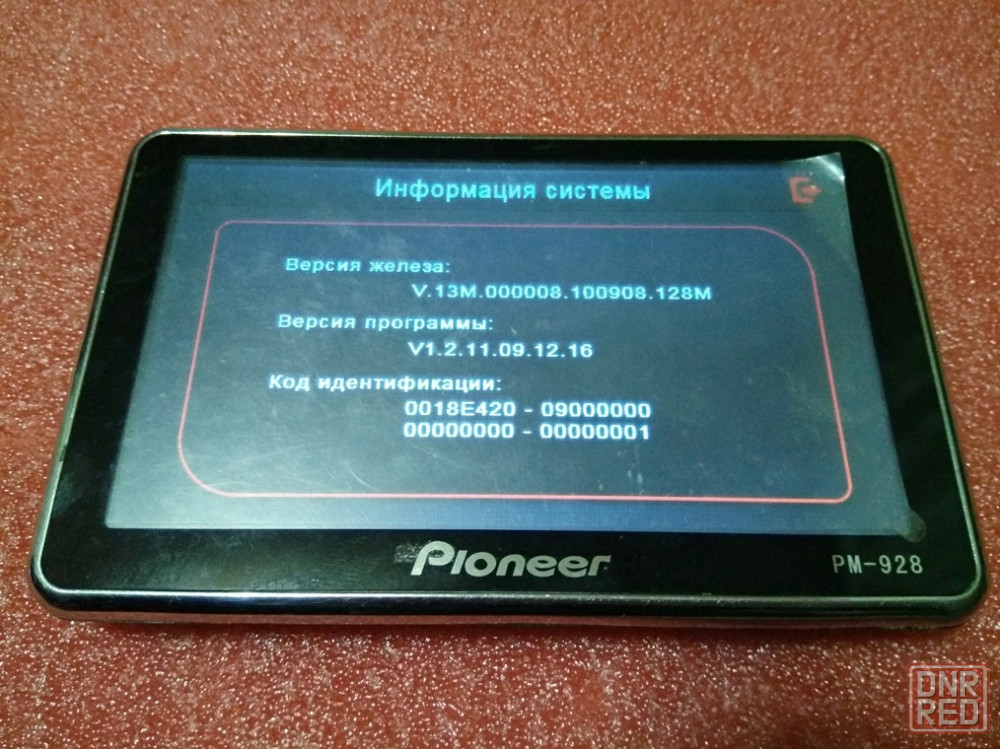 Информация системы
Версия железа:
V.13M.000008.100908.128M
Версия программы:
V1.2.11.09.12.16
Код идентификации:
0018E420 - 09000000
00000000 - 00000001
Pioneer
PM-928
DNR
RED